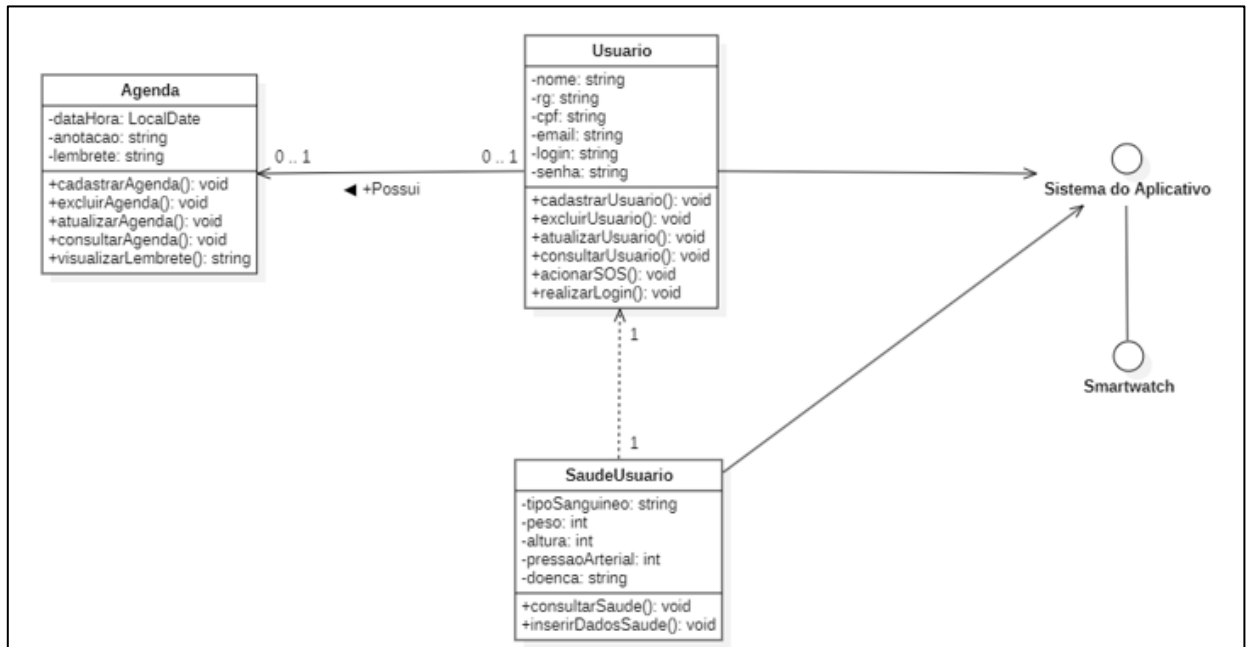 Agenda
-dataHora: LocalDate
-anotacao: string
-lembrete: string
+cadastrarAgenda(): void
+excluirAgenda(): void
+atualizarAgenda(): void
+consultarAgenda(): void
+visualizarLembrete(): string
0 .. 1
◄ +Possui
0 .. 1
Usuario
-nome: string
-rg: string
-cpf: string
-email: string
-login: string
-senha: string
+cadastrarUsuario(): void
+excluirUsuario(): void
+atualizarUsuario(): void
+consultarUsuario(): void
+acionarSOS(): void
+realizarLogin(): void
Sistema do Aplicativo
Smartwatch
1
1
SaudeUsuario
-tipoSanguineo: string
-peso: int
-altura: int
-pressaoArterial: int
-doenca: string
+consultarSaude(): void
+inserirDadosSaude(): void